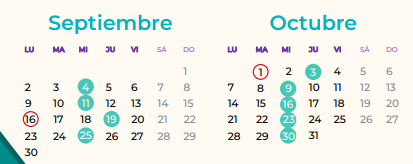 Septiembre
LU MA MI JU VI SÁ DO
1
2 3 4 5 6 7 8
9 10 11 12 13 14 15
16 17 18 19 20 21 22
23 24 25 26 27 28 29
30
Octubre
LU MA MI JU VI SÁ DO
1 2 3 4 5 6
7 8 9 10 11 12 13
14 15 16 17 18 19 20
21 22 23 24 25 26 27
28 29 30 31